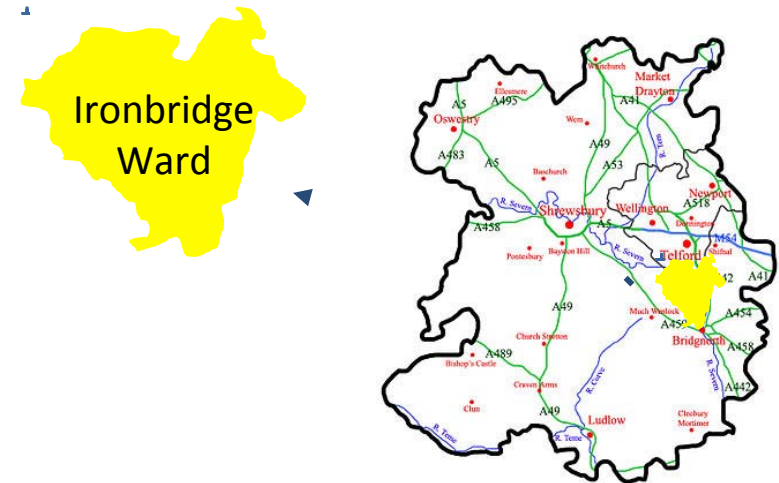 Ironbridge
Ward
Whitchurch
Market
Drayton
Ellesmere
A5
A495
A41
Oswestry
Wem
R. Tern
A49
A483
A53
A5
Baschurch
Newport
R. Severn
A518
Shrewsbury
Wellington
Donnington
A458
A5
M54
R. Severn
Telford
Shifnal
Pontesbury
Bayston Hill
42
A41
A49
Much Wenlock
A454
A459
Bridgnorth
Church Stretton
A458
A489
Bishop's Castle
R. Severn
R. Corve
Craven Arms
A442
Clun
A49
Ludlow
Cleobury
Mortimer
R. Teme
R. Teme